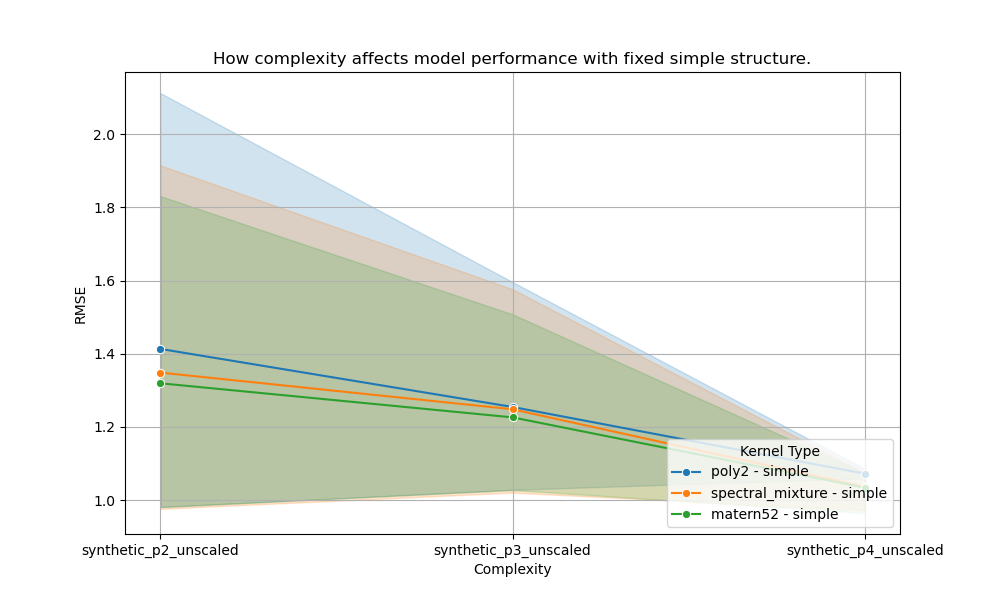 How complexity affects model performance with fixed simple structure.
RMSE
2.0
1.8
1.6
1.4
1.2
1.0
Kernel Type
poly2 - simple
spectral_mixture - simple
matern52 - simple
synthetic_p2_unscaled synthetic_p3_unscaled synthetic_p4_unscaled
Complexity